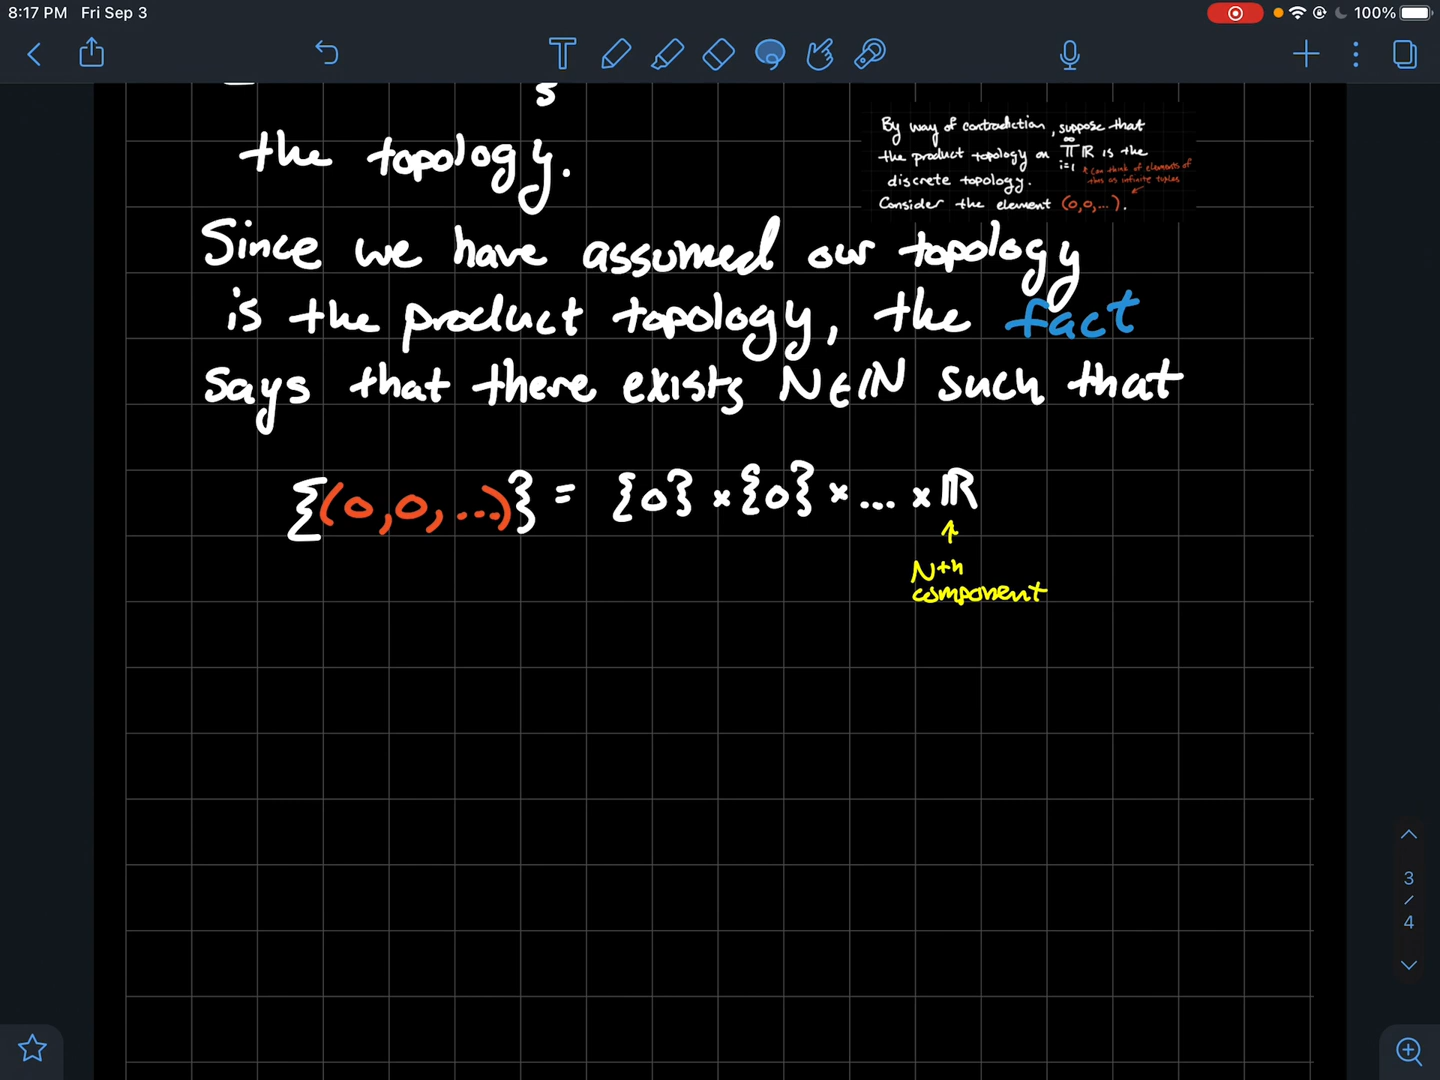 8:17 PM Fri Sep 3
100%
the topology.
By way of contradiction, suppose that
the product topology on ∏ᵢ₌₁^∞ ℝ is the
discrete topology.
Consider the element (0,0,...).
Since we have assumed our topology
is the product topology, the fact
says that there exists N∈ℕ such that
{(0,0,...)} = {0} × {0} × ... × ℝ
↑
Nth
component
3
/
4